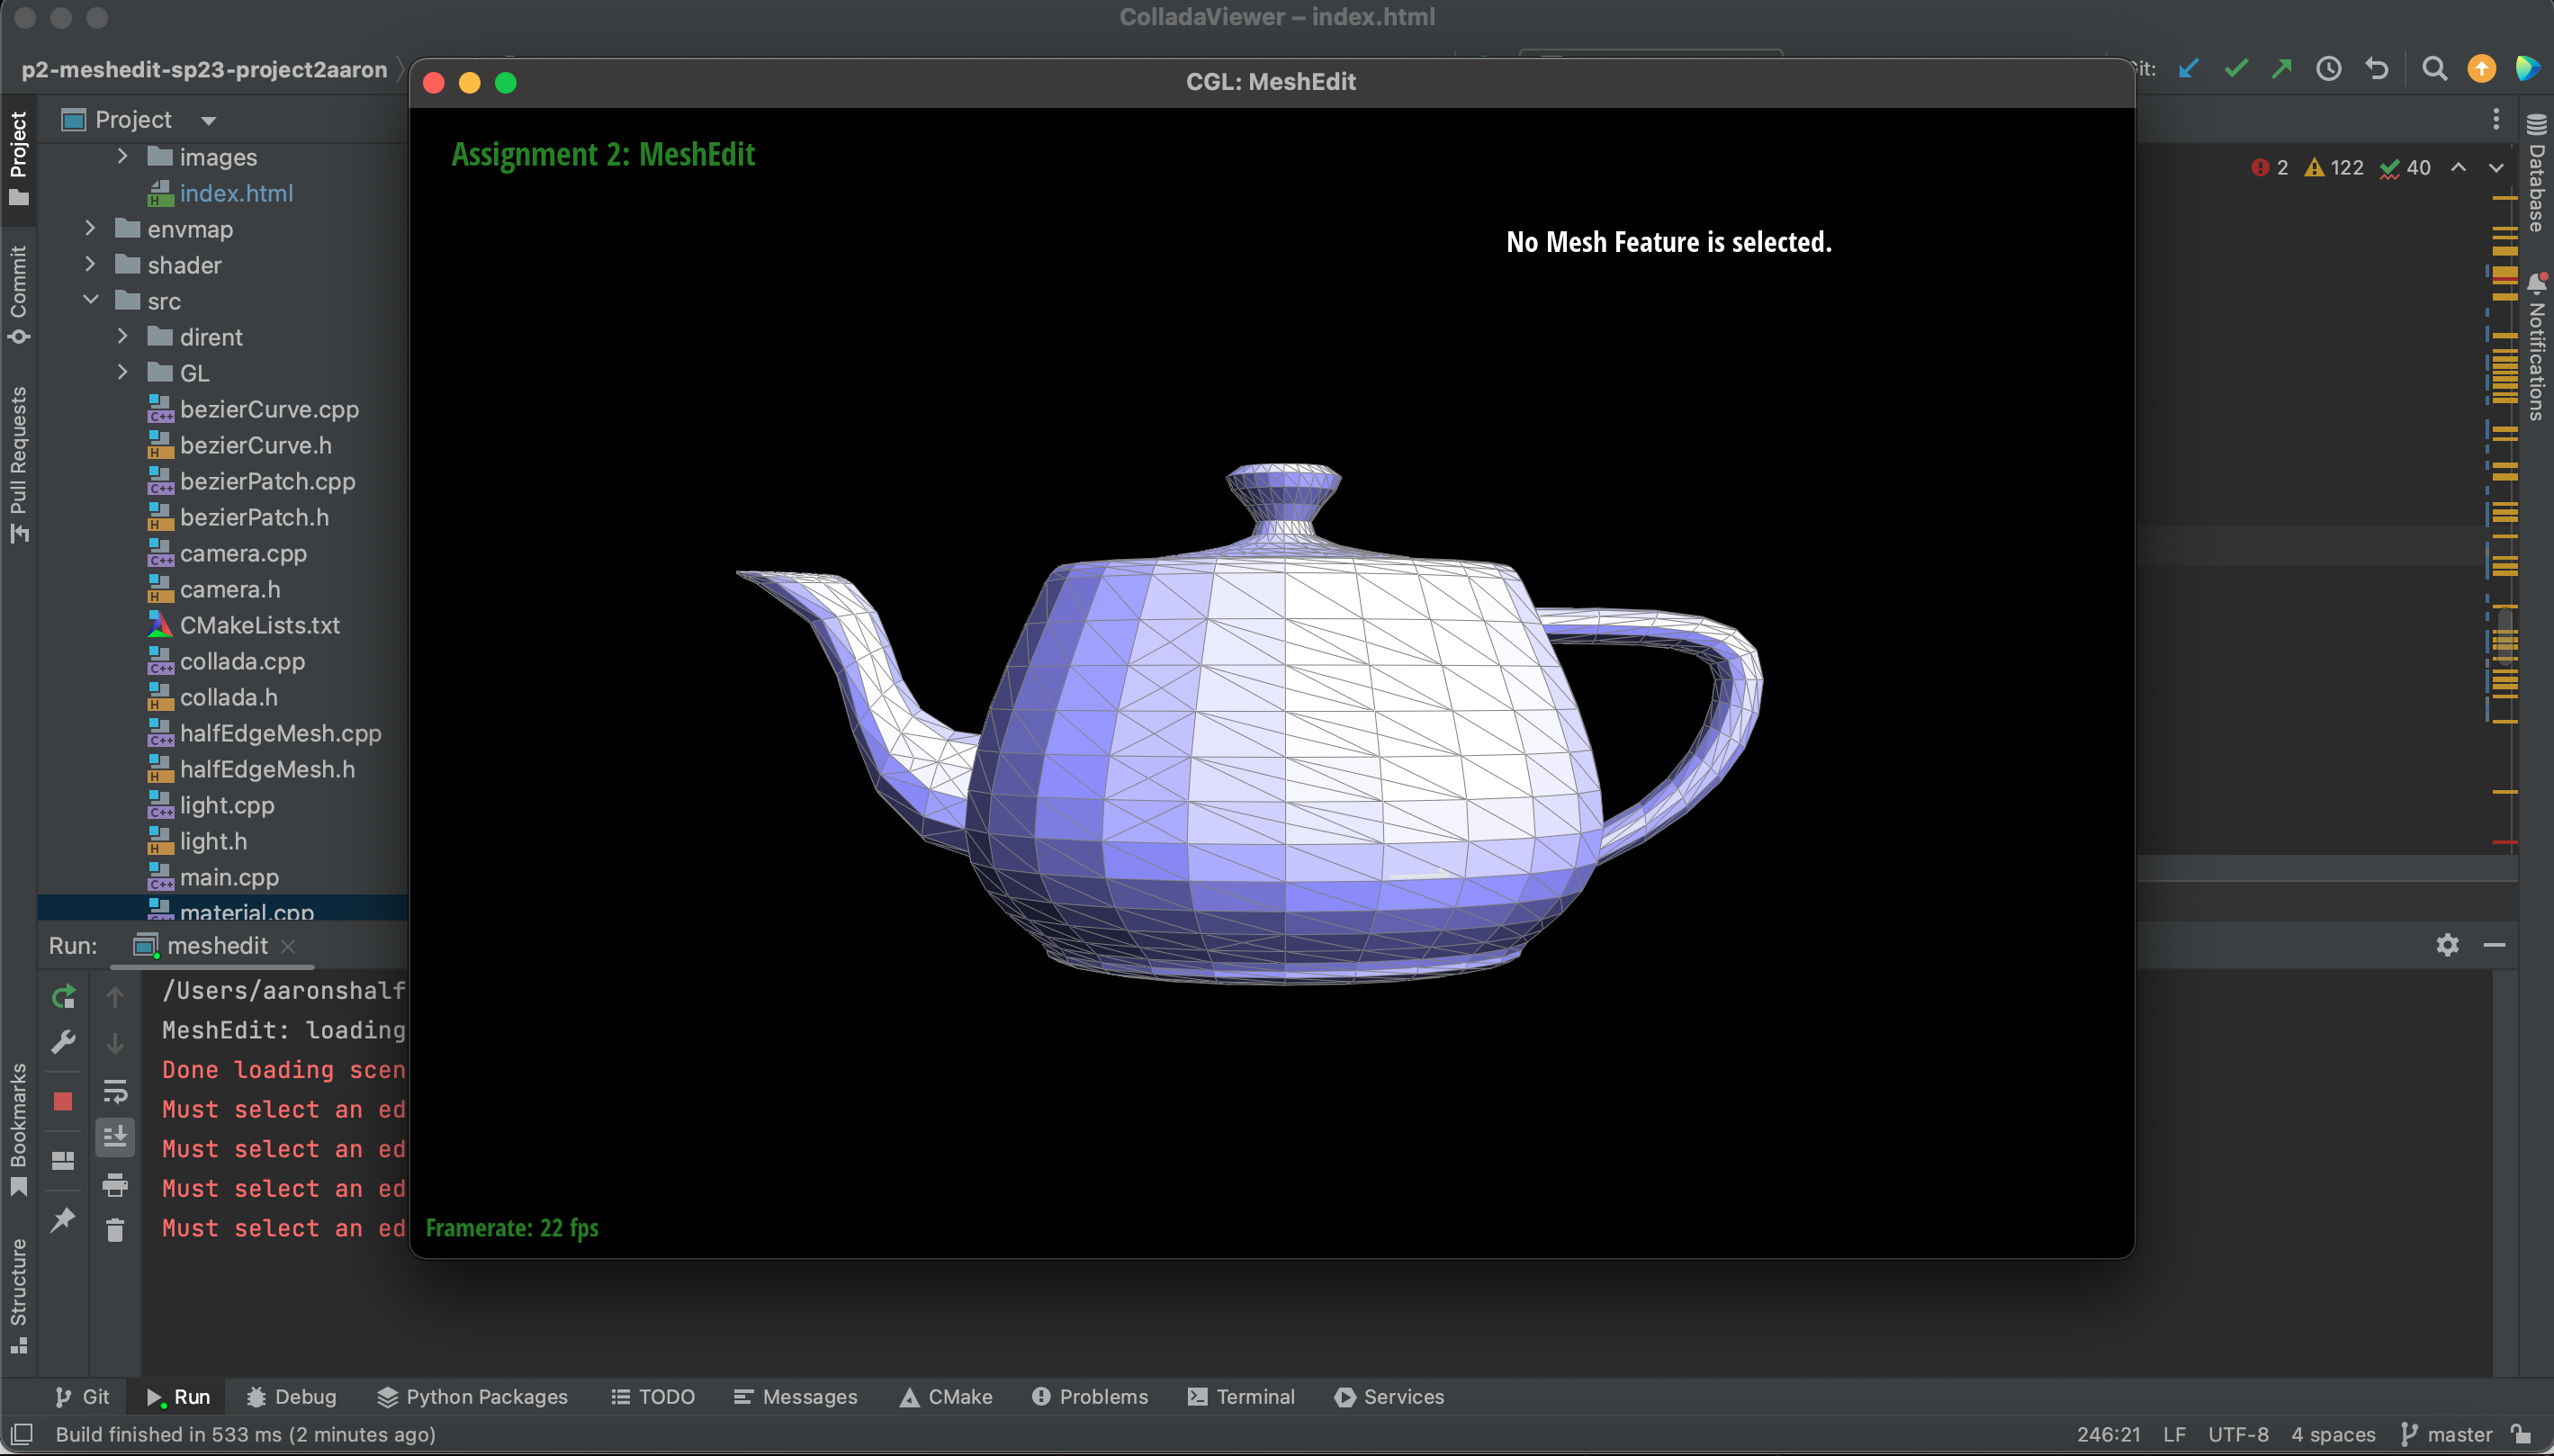 ColladaViewer – index.html
p2-meshedit-sp23-project2aaron
Git:
CGL: MeshEdit
Project
Project
Commit
Pull Requests
Bookmarks
Structure
images
index.html
envmap
shader
src
dirent
GL
bezierCurve.cpp
bezierCurve.h
bezierPatch.cpp
bezierPatch.h
camera.cpp
camera.h
CMakeLists.txt
collada.cpp
collada.h
halfEdgeMesh.cpp
halfEdgeMesh.h
light.cpp
light.h
main.cpp
material.cpp
Assignment 2: MeshEdit
No Mesh Feature is selected.
Framerate: 22 fps
2 122 40
Database
Notifications
Run: meshedit
/Users/aaronshalf
MeshEdit: loading
Done loading scen
Must select an ed
Must select an ed
Must select an ed
Must select an ed
Git Run Debug Python Packages TODO Messages CMake Problems Terminal Services
Build finished in 533 ms (2 minutes ago)
246:21 LF UTF-8 4 spaces master